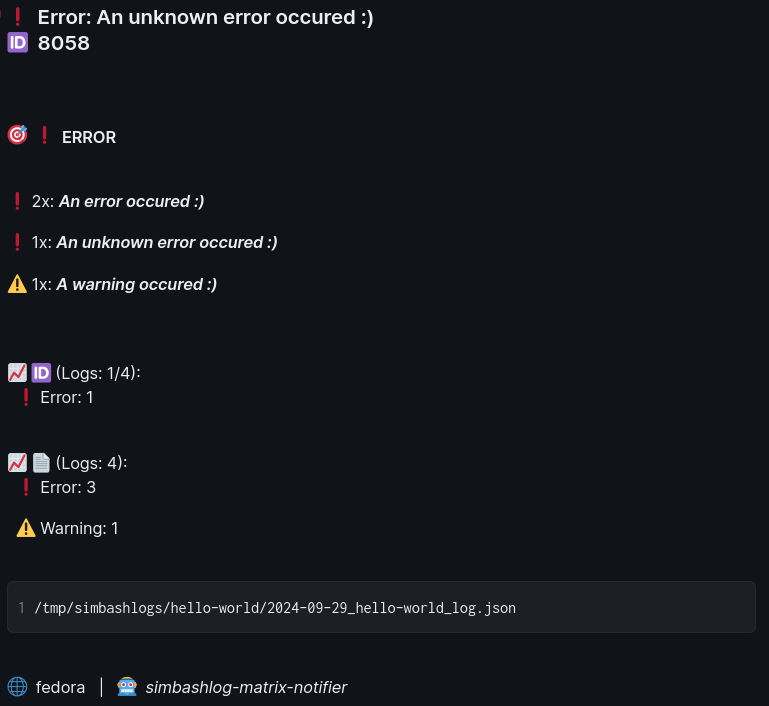 ❗ Error: An unknown error occured :)
🆔 8058
🎯 ❗ ERROR
❗ 2x: An error occured :)
❗ 1x: An unknown error occured :)
⚠️ 1x: A warning occured :)
📈 🆔 (Logs: 1/4):
❗ Error: 1
📈 📄 (Logs: 4):
❗ Error: 3
⚠️ Warning: 1
1 /tmp/simbashlogs/hello-world/2024-09-29_hello-world_log.json
🌐 fedora | 🤖 simbashlog-matrix-notifier